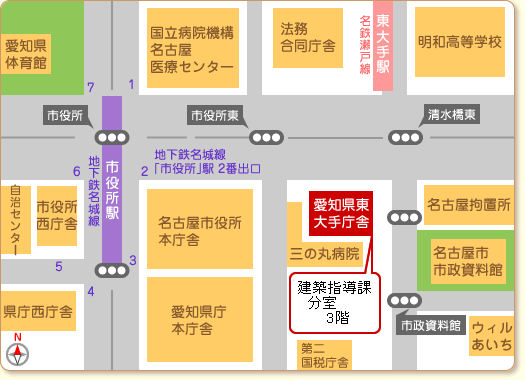 愛知県
体育館
国立病院機構
名古屋
医療センター
法務
合同庁舎
東大手駅
名鉄瀬戸線
明和高等学校
7
1
市役所
市役所東
清水橋東
地下鉄名城線
「市役所」駅 2番出口
市役所駅
地下鉄名城線
6
2
自治センター
市役所
西庁舎
名古屋市役所
本庁舎
愛知県東
大手庁舎
三の丸病院
名古屋拘置所
名古屋市
市政資料館
5
3
4
建築指導課
分室
3階
県庁西庁舎
愛知県庁
本庁舎
市政資料館
ウィル
あいち
第二
国税庁舎
N